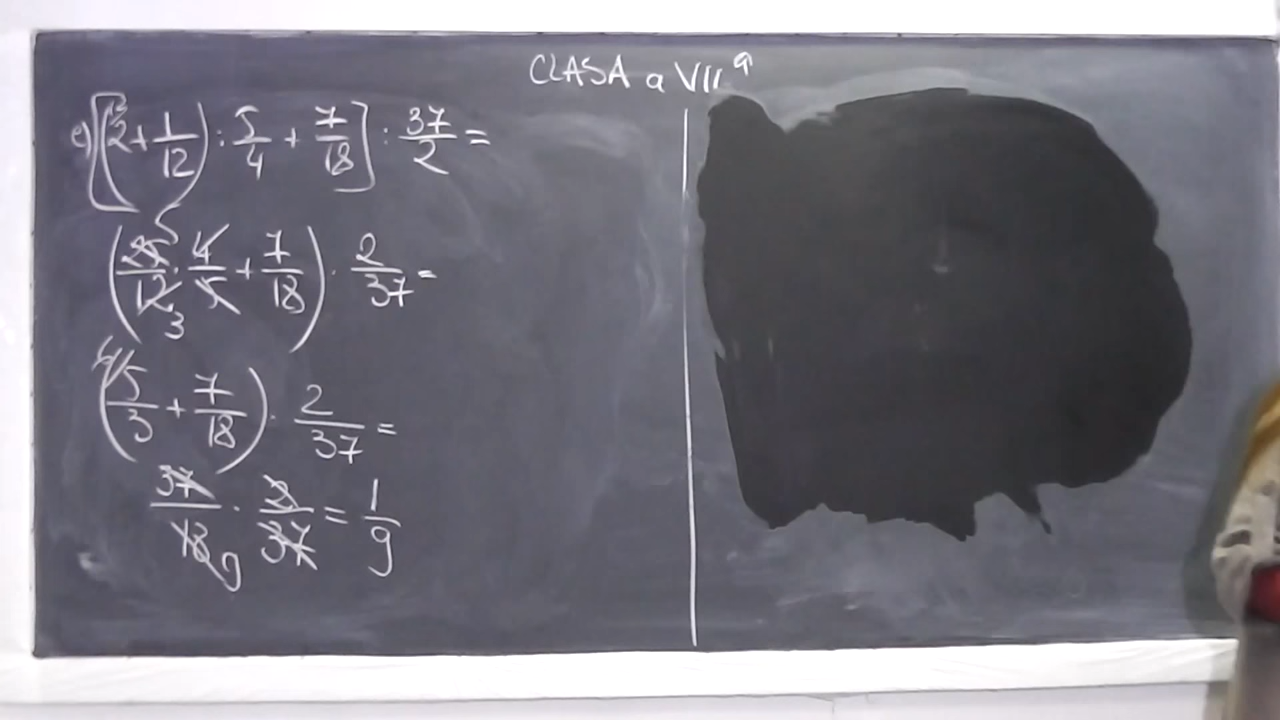 CLASA a VII ª
e) [(2 + 1/12) : 5/4 + 7/18] : 37/2 =
(25/12 · 4/5 + 7/18) · 2/37 =
(5/3 + 7/18) · 2/37 =
37/18 · 2/37 = 1/9